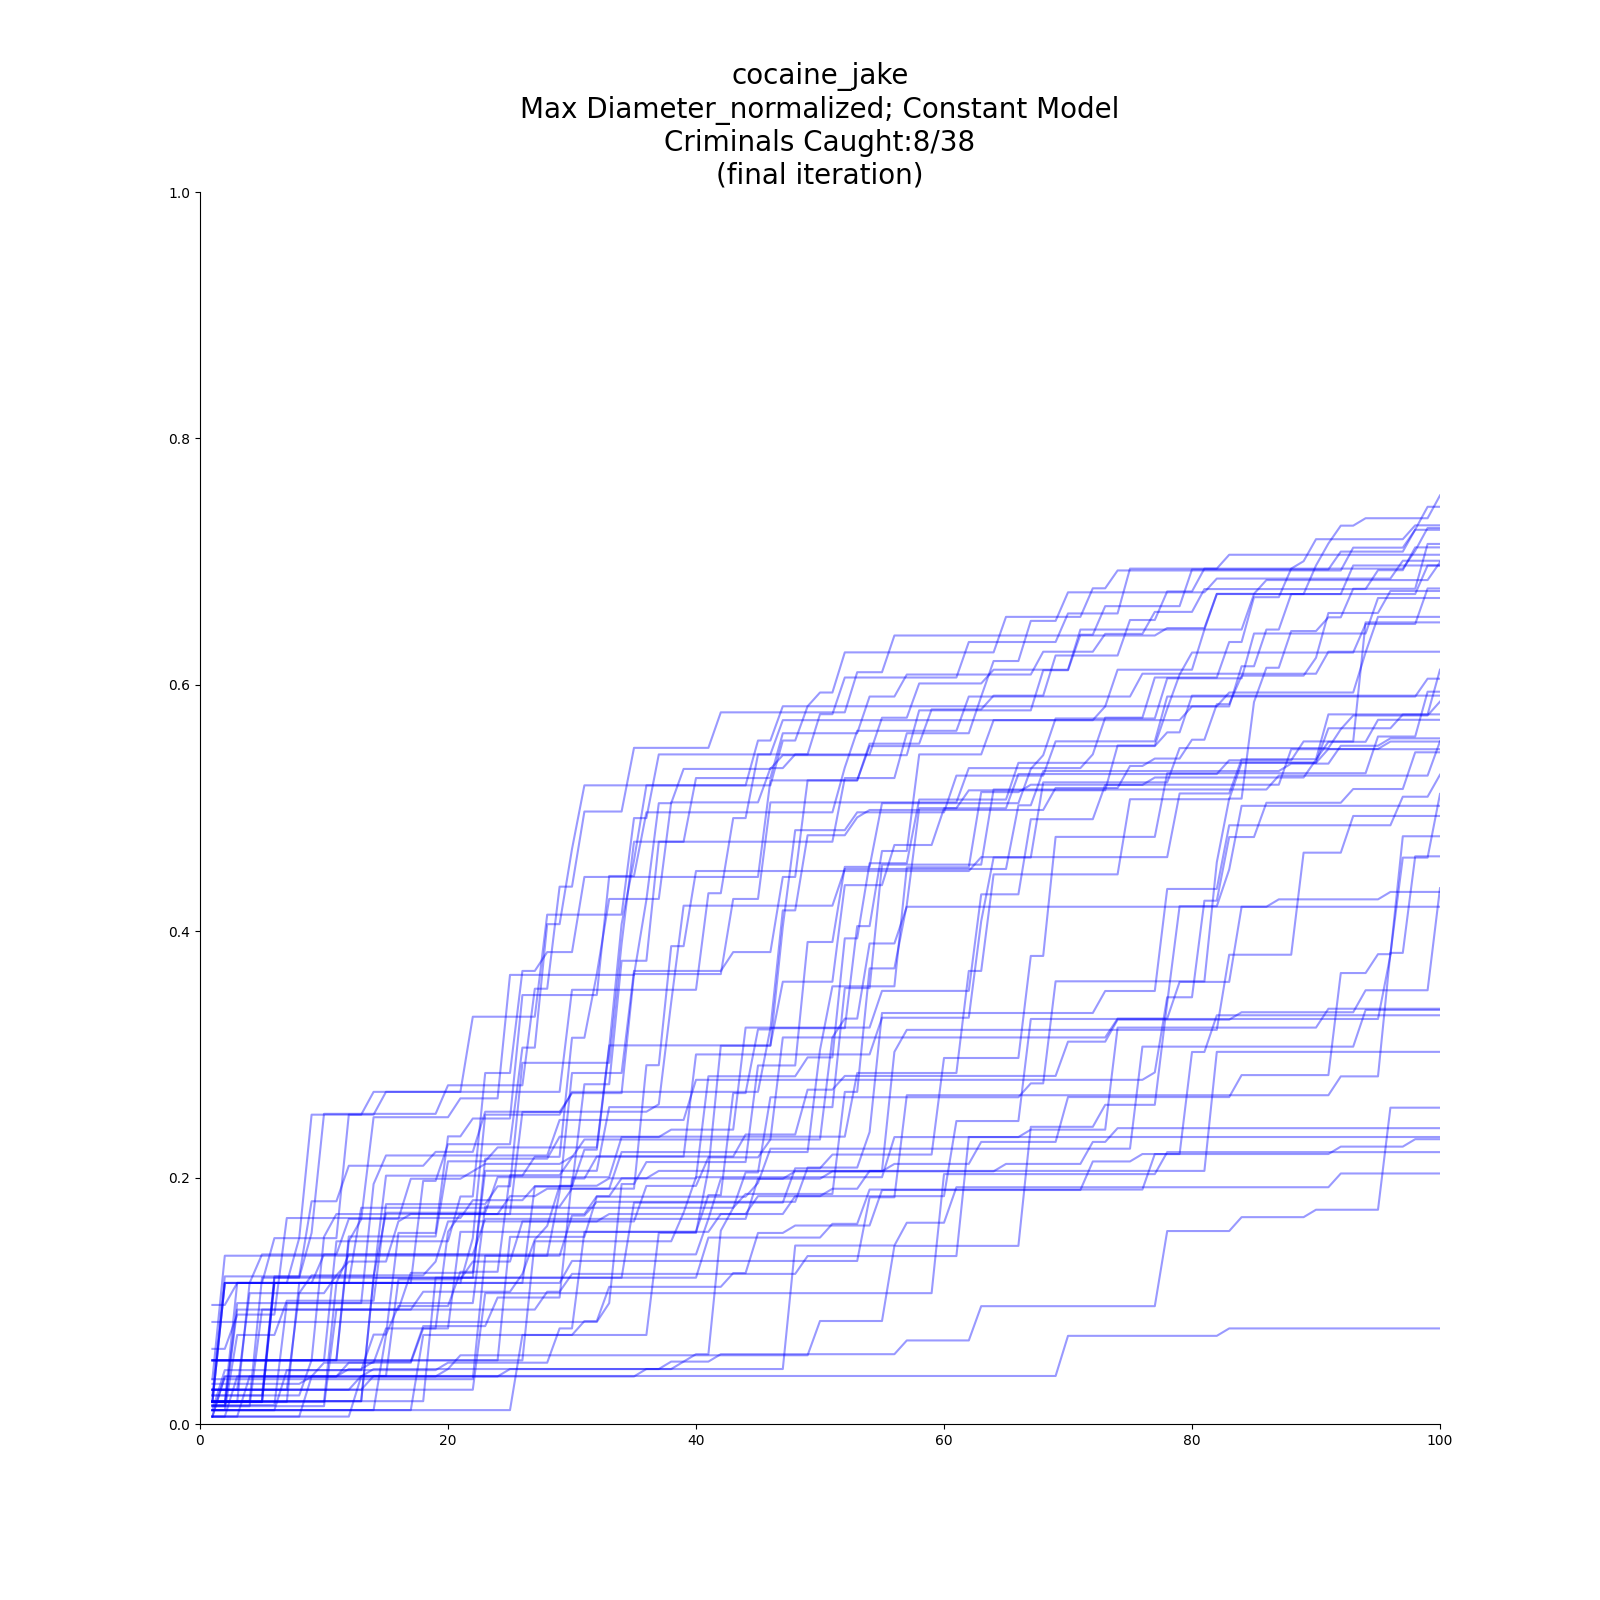 cocaine_jake
Max Diameter_normalized; Constant Model
Criminals Caught:8/38
(final iteration)
1.0
0.8
0.6
0.4
0.2
0.0
0 20 40 60 80 100